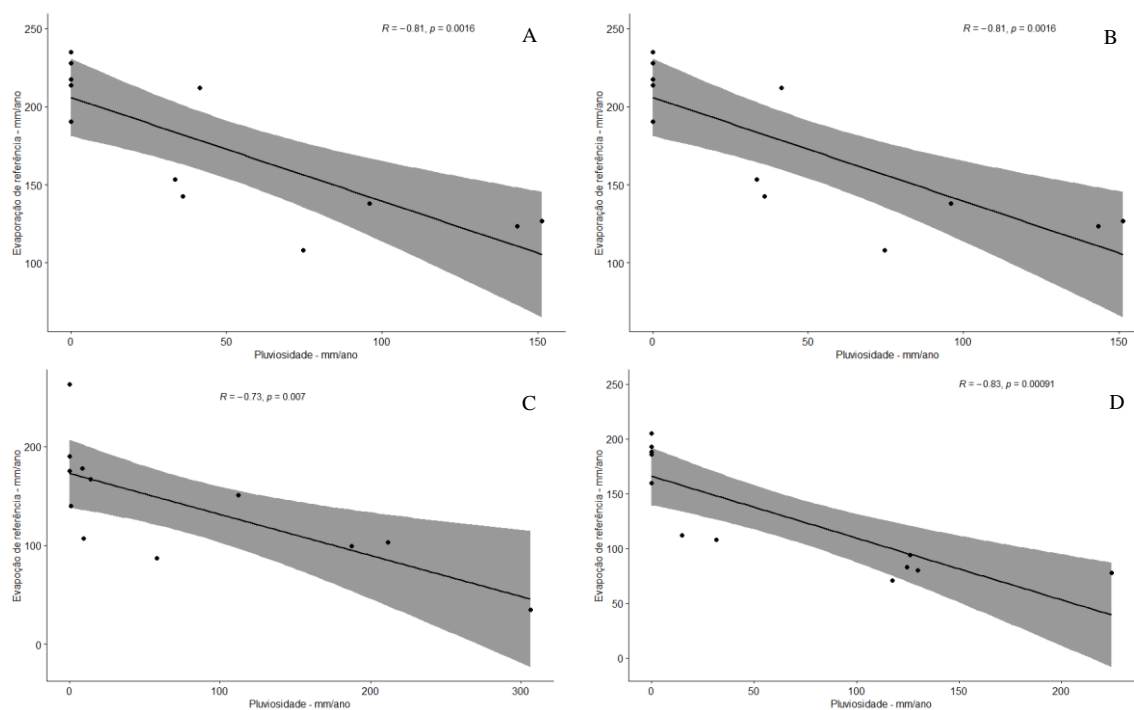 R = −0.81, p = 0.0016
A
250
200
150
100
0
50
100
150
Evaporação de referência - mm/ano
Pluviosidade - mm/ano
R = −0.81, p = 0.0016
B
250
200
150
100
0
50
100
150
Evaporação de referência - mm/ano
Pluviosidade - mm/ano
R = −0.73, p = 0.007
C
200
100
0
0
100
200
300
Evapoção de referência - mm/ano
Pluviosidade - mm/ano
R = −0.83, p = 0.00091
D
250
200
150
100
50
0
0
50
100
150
200
Evaporação de referência - mm/ano
Pluviosidade - mm/ano